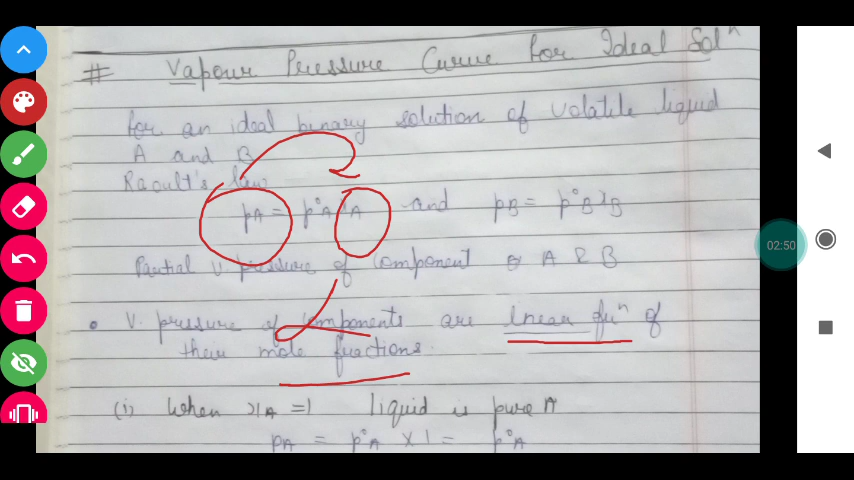 # Vapour Pressure Curve for Ideal Solⁿ
for an ideal binary solution of volatile liquid
A and B
Raoult's law
pA = p°A xA and pB = p°B xB
Partial V. pressure of component of A & B
• V. pressure of components are linear fuⁿ of
their mole fractions.
(i) When xA = 1 liquid is pure A
pA = p°A × 1 = p°A
02:50